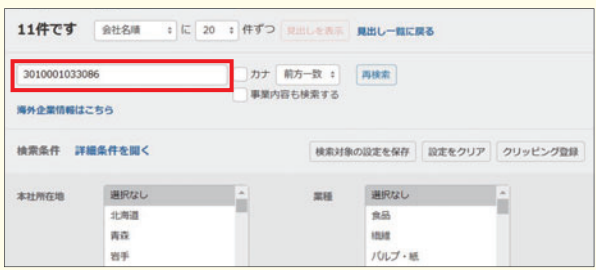 11件です 会社名順 に 20 件ずつ 見出しを表示 見出し一覧に戻る
3010001033086 カナ 前方一致 再検索
事業内容も検索する
海外企業情報はこちら
検索条件 詳細条件を開く 検索対象の設定を保存 設定をクリア クリッピング登録
本社所在地 選択なし 業種 選択なし
北海道 食品
青森 繊維
岩手 パルプ・紙